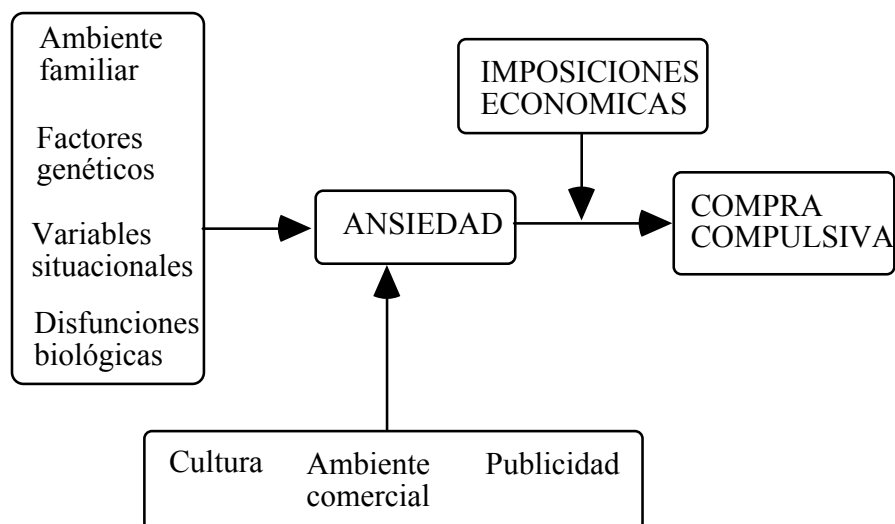 Ambiente
familiar
Factores
genéticos
Variables
situacionales
Disfunciones
biológicas
IMPOSICIONES
ECONOMICAS
ANSIEDAD
COMPRA
COMPULSIVA
Cultura
Ambiente
comercial
Publicidad